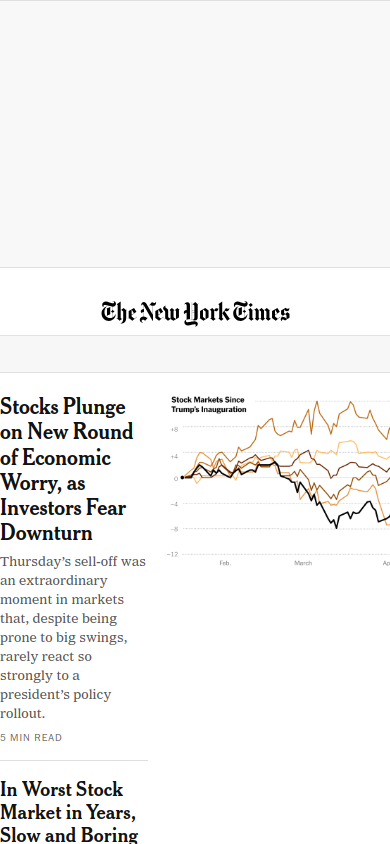 The New York Times
Stocks Plunge
on New Round
of Economic
Worry, as
Investors Fear
Downturn
Thursday's sell-off was
an extraordinary
moment in markets
that, despite being
prone to big swings,
rarely react so
strongly to a
president's policy
rollout.
5 MIN READ
In Worst Stock
Market in Years,
Slow and Boring
Stock Markets Since
Trump's Inauguration
+8
+4
0
−4
−8
−12
Feb.
March
Ap